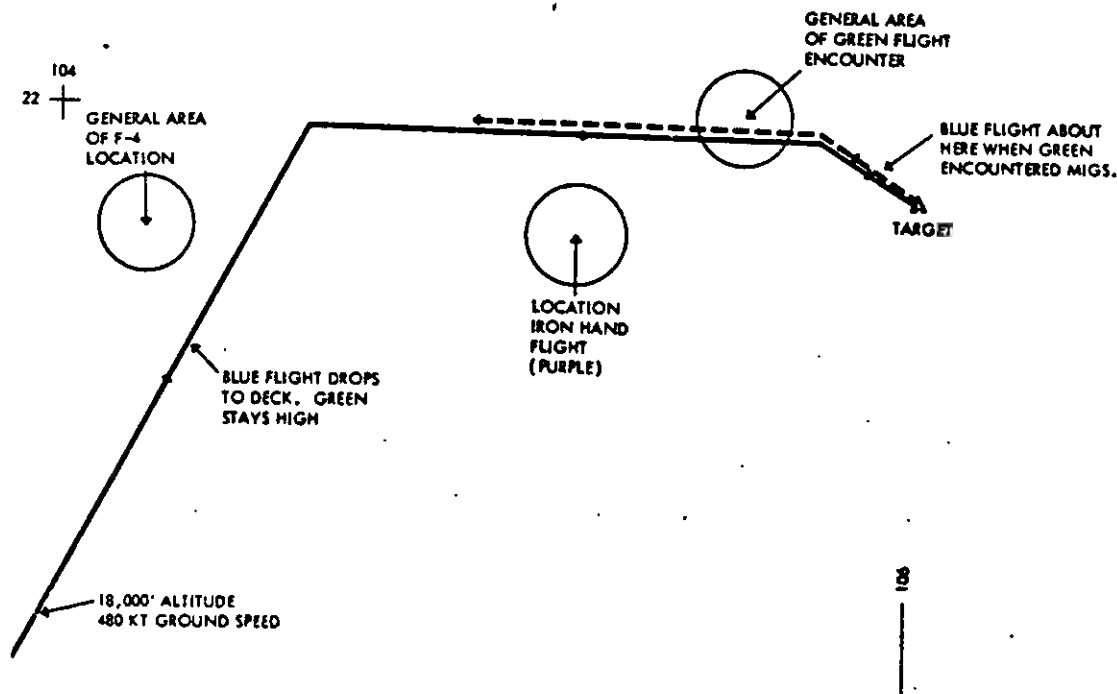 GENERAL AREA
OF GREEN FLIGHT
ENCOUNTER
104
22
GENERAL AREA
OF F-4
LOCATION
BLUE FLIGHT ABOUT
HERE WHEN GREEN
ENCOUNTERED MIGS.
TARGET
LOCATION
IRON HAND
FLIGHT
(PURPLE)
BLUE FLIGHT DROPS
TO DECK. GREEN
STAYS HIGH
18,000' ALTITUDE
480 KT GROUND SPEED
106